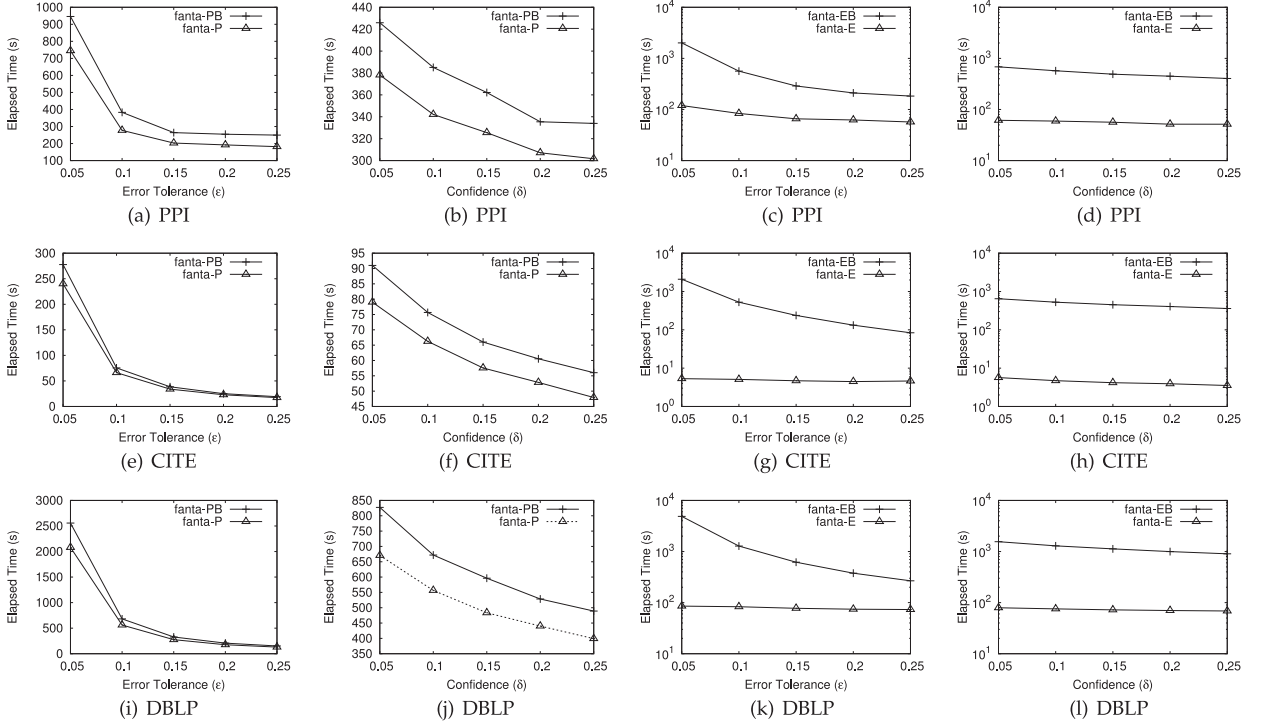 1000
900
800
700
600
500
400
300
200
100
0.05 0.1 0.15 0.2 0.25
Elapsed Time (s)
Error Tolerance (ε)
fanta-PB
fanta-P
(a) PPI
440
420
400
380
360
340
320
300
0.05 0.1 0.15 0.2 0.25
Elapsed Time (s)
Confidence (δ)
fanta-PB
fanta-P
(b) PPI
10⁴
10³
10²
10¹
0.05 0.1 0.15 0.2 0.25
Elapsed Time (s)
Error Tolerance (ε)
fanta-EB
fanta-E
(c) PPI
10⁴
10³
10²
10¹
0.05 0.1 0.15 0.2 0.25
Elapsed Time (s)
Confidence (δ)
fanta-EB
fanta-E
(d) PPI
300
250
200
150
100
50
0
0.05 0.1 0.15 0.2 0.25
Elapsed Time (s)
Error Tolerance (ε)
fanta-PB
fanta-P
(e) CITE
95
90
85
80
75
70
65
60
55
50
45
0.05 0.1 0.15 0.2 0.25
Elapsed Time (s)
Confidence (δ)
fanta-PB
fanta-P
(f) CITE
10⁴
10³
10²
10¹
10⁰
0.05 0.1 0.15 0.2 0.25
Elapsed Time (s)
Error Tolerance (ε)
fanta-EB
fanta-E
(g) CITE
10⁴
10³
10²
10¹
10⁰
0.05 0.1 0.15 0.2 0.25
Elapsed Time (s)
Confidence (δ)
fanta-EB
fanta-E
(h) CITE
3000
2500
2000
1500
1000
500
0
0.05 0.1 0.15 0.2 0.25
Elapsed Time (s)
Error Tolerance (ε)
fanta-PB
fanta-P
(i) DBLP
850
800
750
700
650
600
550
500
450
400
350
0.05 0.1 0.15 0.2 0.25
Elapsed Time (s)
Confidence (δ)
fanta-PB
fanta-P
(j) DBLP
10⁴
10³
10²
10¹
0.05 0.1 0.15 0.2 0.25
Elapsed Time (s)
Error Tolerance (ε)
fanta-EB
fanta-E
(k) DBLP
10⁴
10³
10²
10¹
0.05 0.1 0.15 0.2 0.25
Elapsed Time (s)
Confidence (δ)
fanta-EB
fanta-E
(l) DBLP